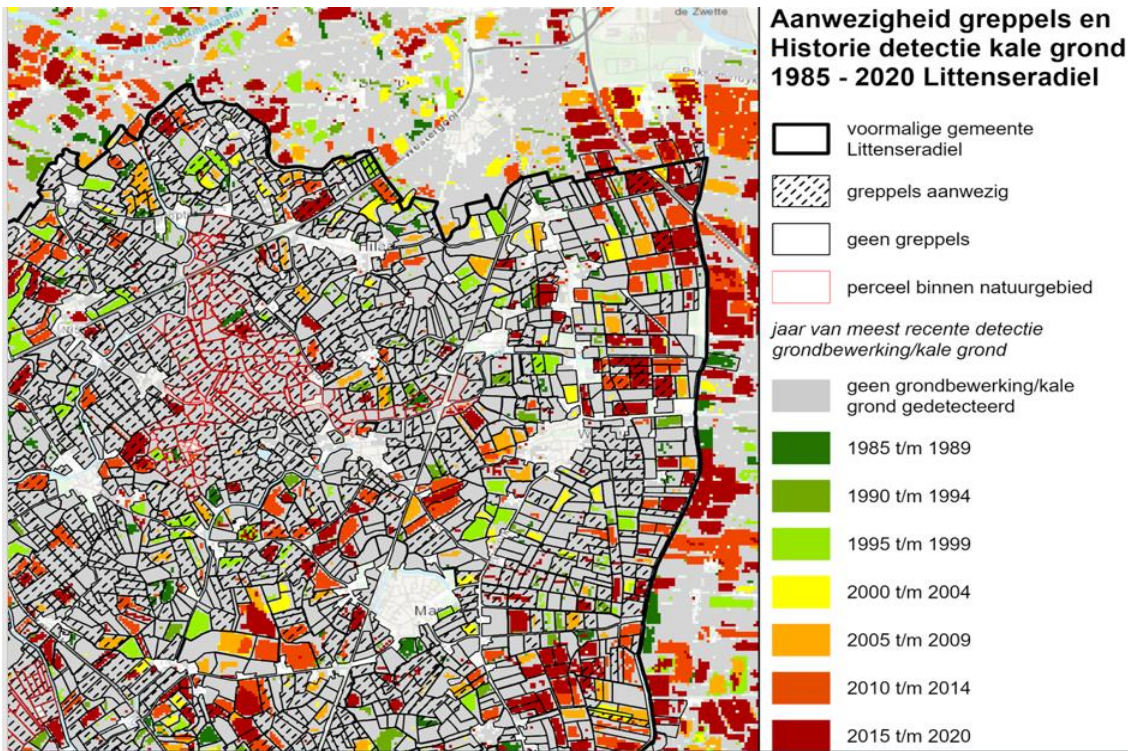 de Zwette
Aanwezigheid greppels en
Historie detectie kale grond
1985 - 2020 Littenseradiel
voormalige gemeente
Littenseradiel
greppels aanwezig
geen greppels
perceel binnen natuurgebied
jaar van meest recente detectie
grondbewerking/kale grond
geen grondbewerking/kale
grond gedetecteerd
1985 t/m 1989
1990 t/m 1994
1995 t/m 1999
2000 t/m 2004
2005 t/m 2009
2010 t/m 2014
2015 t/m 2020
Hila
Mar
W